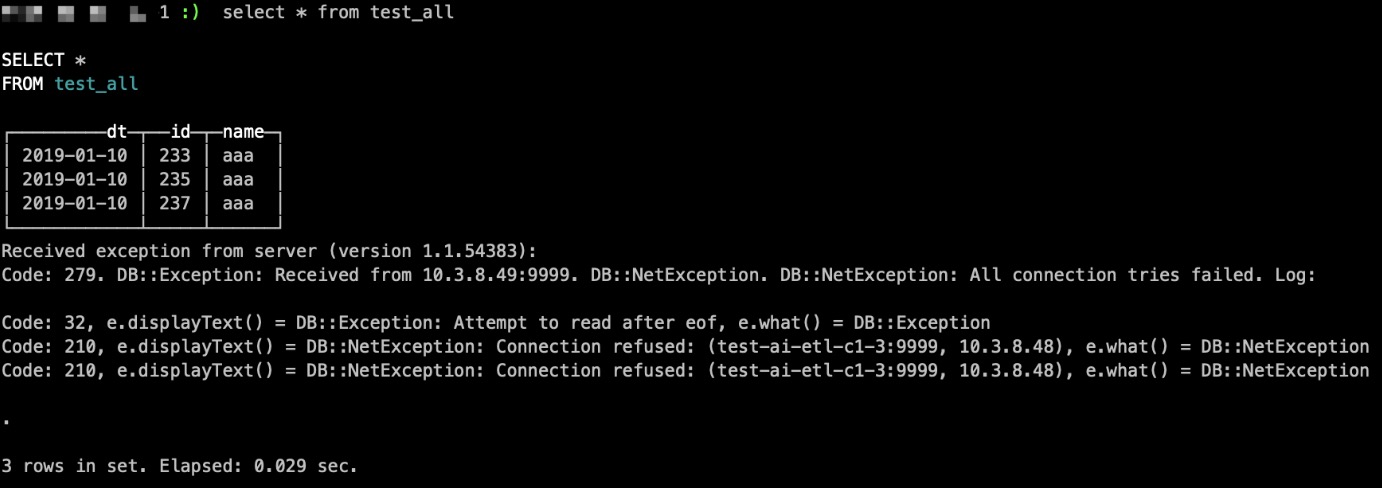 1 :) select * from test_all
SELECT *
FROM test_all
dt id name
2019-01-10 233 aaa
2019-01-10 235 aaa
2019-01-10 237 aaa
Received exception from server (version 1.1.54383):
Code: 279. DB::Exception: Received from 10.3.8.49:9999. DB::NetException. DB::NetException: All connection tries failed. Log:
Code: 32, e.displayText() = DB::Exception: Attempt to read after eof, e.what() = DB::Exception
Code: 210, e.displayText() = DB::NetException: Connection refused: (test-ai-etl-c1-3:9999, 10.3.8.48), e.what() = DB::NetException
Code: 210, e.displayText() = DB::NetException: Connection refused: (test-ai-etl-c1-3:9999, 10.3.8.48), e.what() = DB::NetException
.
3 rows in set. Elapsed: 0.029 sec.